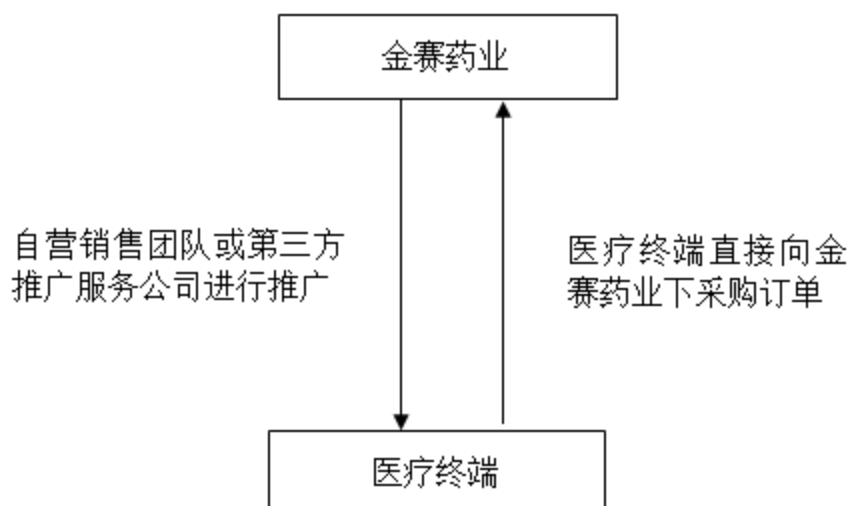 金赛药业
自营销售团队或第三方
推广服务公司进行推广
医疗终端直接向金
赛药业下采购订单
医疗终端